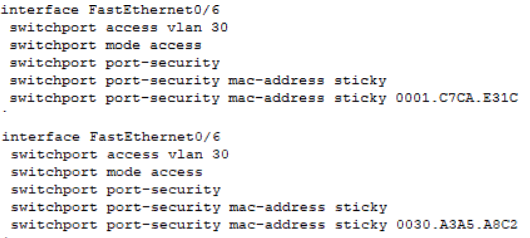 interface FastEthernet0/6
switchport access vlan 30
switchport mode access
switchport port-security
switchport port-security mac-address sticky
switchport port-security mac-address sticky 0001.C7CA.E31C
interface FastEthernet0/6
switchport access vlan 30
switchport mode access
switchport port-security
switchport port-security mac-address sticky
switchport port-security mac-address sticky 0030.A3A5.A8C2